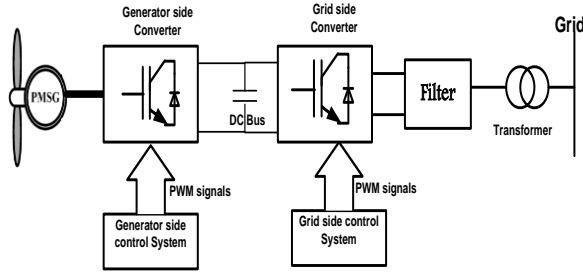 Generator side
Converter
Grid side
Converter
Grid
PMSG
DC Bus
Filter
Transformer
PWM signals
PWM signals
Generator side
control System
Grid side control
System